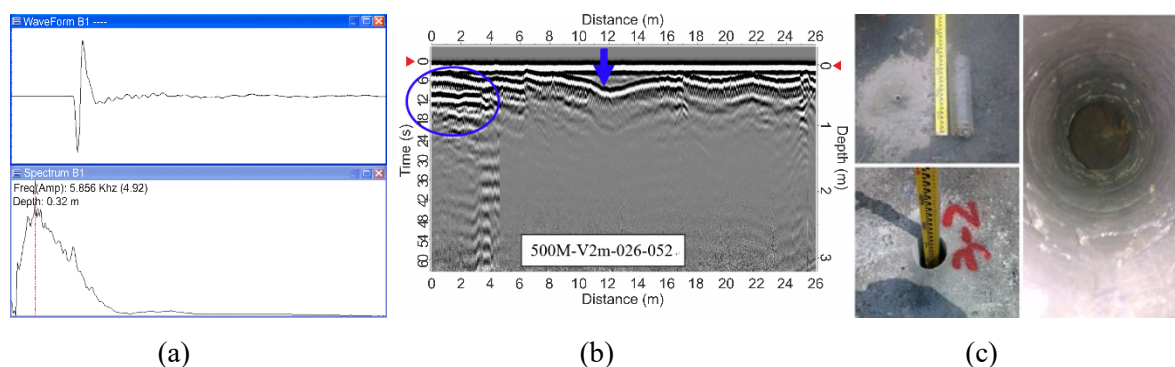 WaveForm B1 ----
Spectrum B1
Freq(Amp): 5.856 Khz (4.92)
Depth: 0.32 m
(a)
Distance (m)
0 2 4 6 8 10 12 14 16 18 20 22 24 26
Time (s)
0
6
12
18
24
30
36
42
48
54
60
Depth (m)
0
1
2
3
500M-V2m-026-052
0 2 4 6 8 10 12 14 16 18 20 22 24 26
Distance (m)
(b)
(c)